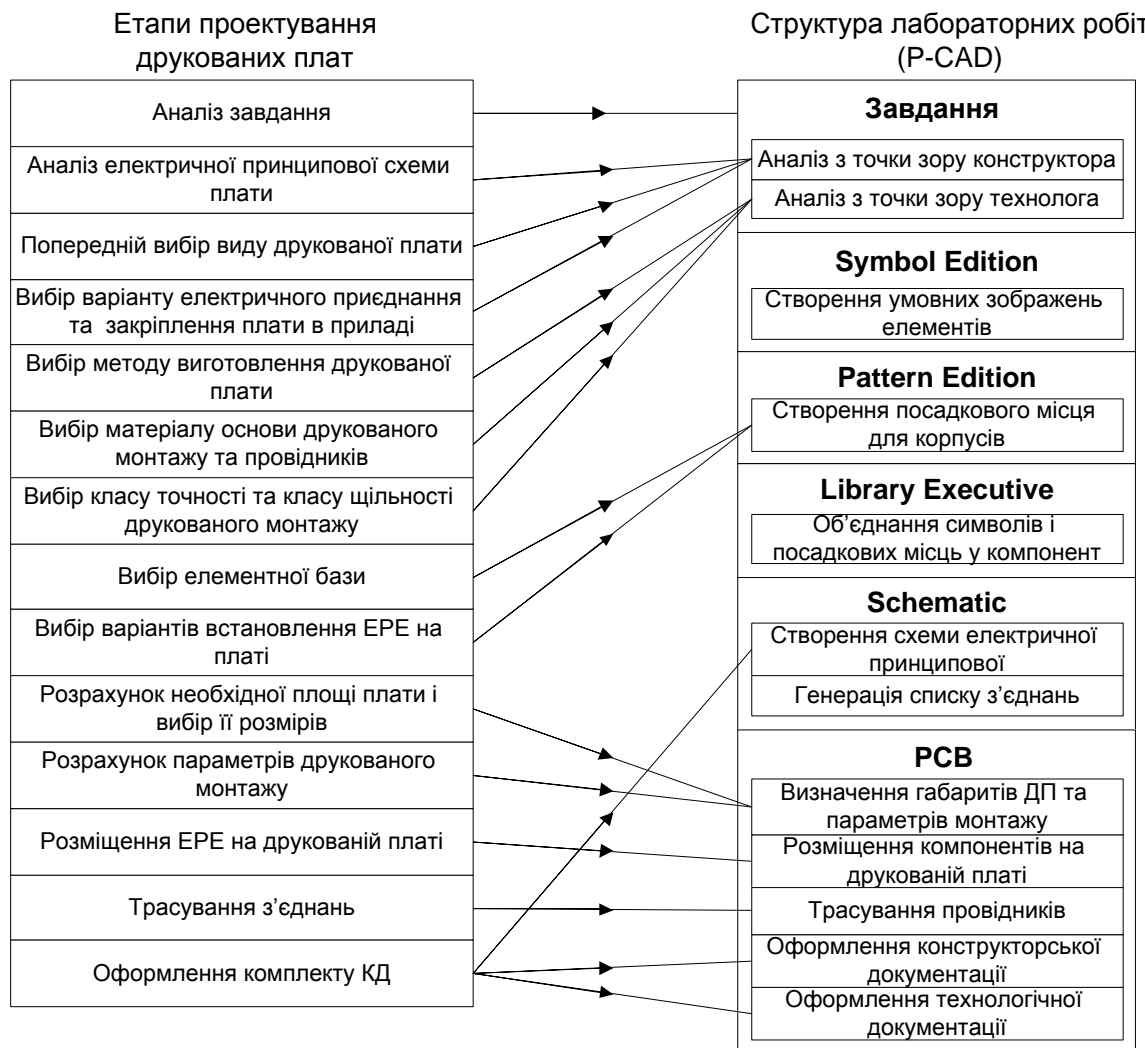 Етапи проектування
друкованих плат
Аналіз завдання
Аналіз електричної принципової схеми
плати
Попередній вибір виду друкованої плати
Вибір варіанту електричного приєднання
та закріплення плати в приладі
Вибір методу виготовлення друкованої
плати
Вибір матеріалу основи друкованого
монтажу та провідників
Вибір класу точності та класу щільності
друкованого монтажу
Вибір елементної бази
Вибір варіантів встановлення ЕРЕ на
платі
Розрахунок необхідної площі плати і
вибір її розмірів
Розрахунок параметрів друкованого
монтажу
Розміщення ЕРЕ на друкованій платі
Трасування з’єднань
Оформлення комплекту КД
Структура лабораторних робіт
(P-CAD)
Завдання
Аналіз з точки зору конструктора
Аналіз з точки зору технолога
Symbol Edition
Створення умовних зображень
елементів
Pattern Edition
Створення посадкового місця
для корпусів
Library Executive
Об’єднання символів і
посадкових місць у компонент
Schematic
Створення схеми електричної
принципової
Генерація списку з’єднань
PCB
Визначення габаритів ДП та
параметрів монтажу
Розміщення компонентів на
друкованій платі
Трасування провідників
Оформлення конструкторської
документації
Оформлення технологічної
документації